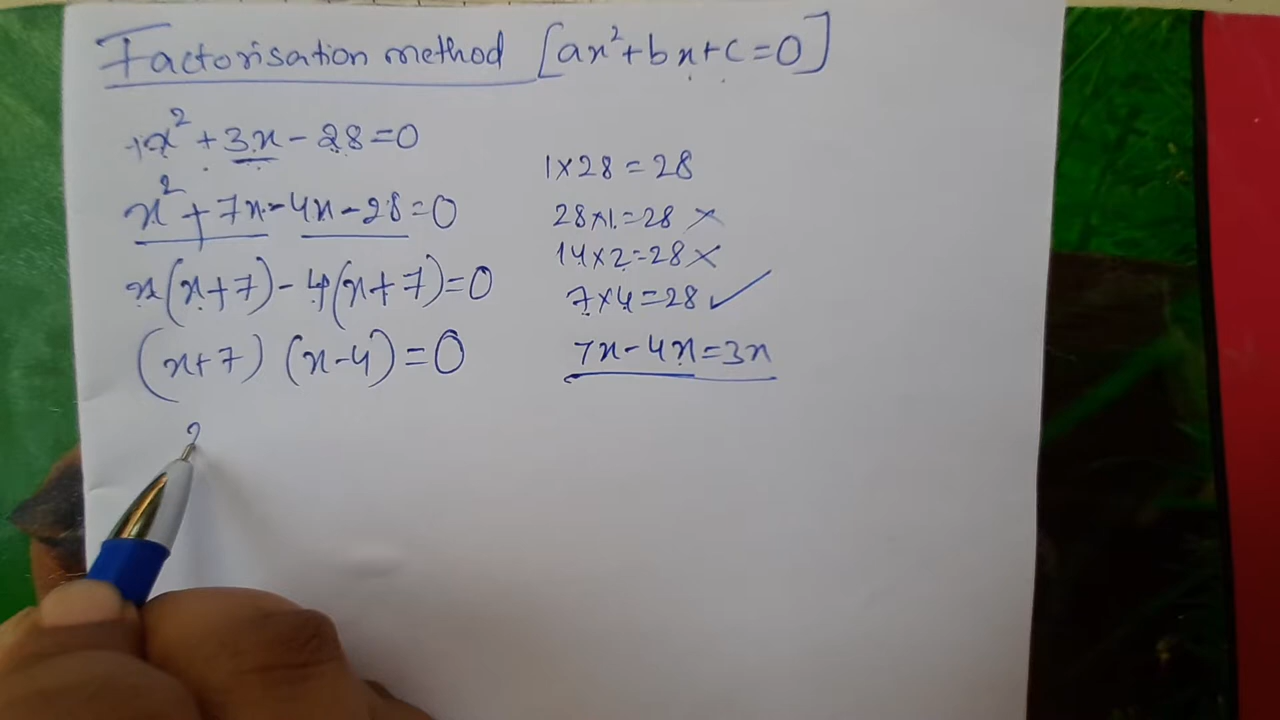 Factorisation method [ax²+bx+c=0]
1x²+3x-28=0
x²+7x-4x-28=0
x(x+7)-4(x+7)=0
(x+7) (x-4)=0
1×28=28
28×1=28 ×
14×2=28 ×
7×4=28 ✓
7x-4x=3x